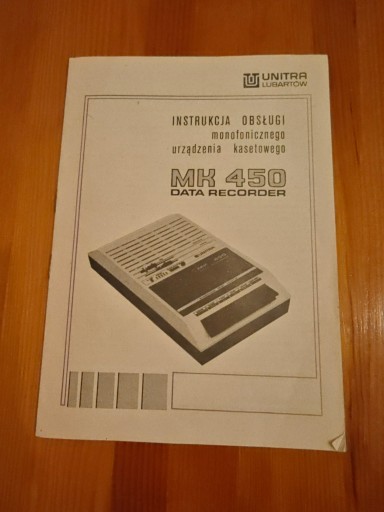 UNITRA
LUBARTÓW
INSTRUKCJA OBSŁUGI
monofonicznego
urządzenia kasetowego
MK 450
DATA RECORDER